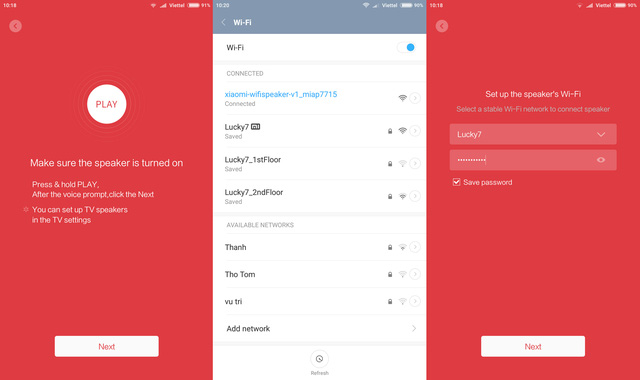 10:18
Viettel
91%
PLAY
Make sure the speaker is turned on
Press & hold PLAY,
After the voice prompt,click the Next
You can set up TV speakers
in the TV settings
Next
10:20
Viettel
90%
Wi-Fi
Wi-Fi
CONNECTED
xiaomi-wifispeaker-v1_miap7715
Connected
Lucky7
Saved
Lucky7_1stFloor
Saved
Lucky7_2ndFloor
Saved
AVAILABLE NETWORKS
Thanh
Tho Tom
vu tri
Add network
Refresh
10:18
Viettel
90%
Set up the speaker's Wi-Fi
Select a stable Wi-Fi network to connect speaker
Lucky7
•••••••••••
Save password
Next